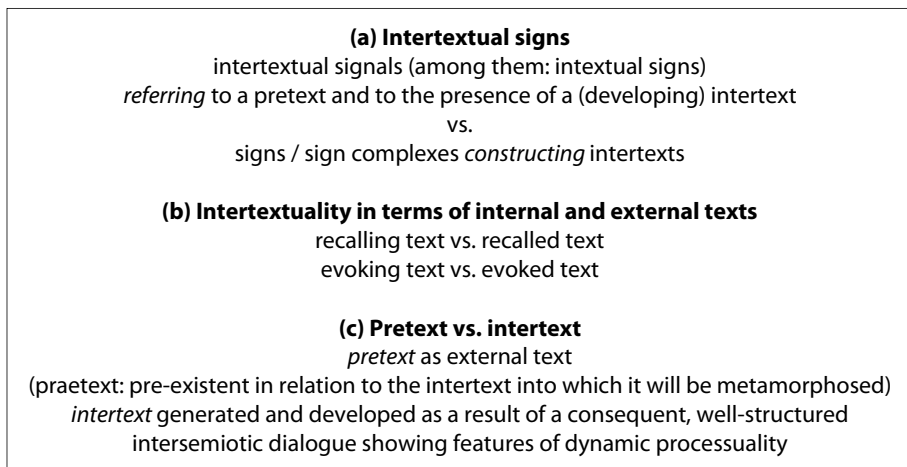 (a) Intertextual signs
intertextual signals (among them: intextual signs)
referring to a pretext and to the presence of a (developing) intertext
vs.
signs / sign complexes constructing intertexts
(b) Intertextuality in terms of internal and external texts
recalling text vs. recalled text
evoking text vs. evoked text
(c) Pretext vs. intertext
pretext as external text
(praetext: pre-existent in relation to the intertext into which it will be metamorphosed)
intertext generated and developed as a result of a consequent, well-structured
intersemiotic dialogue showing features of dynamic processuality